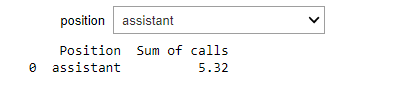 position assistant
Position Sum of calls
0 assistant 5.32